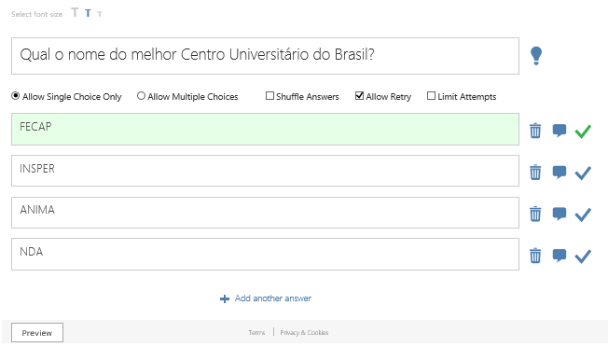 Select font size T T T
Qual o nome do melhor Centro Universitário do Brasil?
Allow Single Choice Only Allow Multiple Choices Shuffle Answers Allow Retry Limit Attempts
FECAP
INSPER
ANIMA
NDA
Add another answer
Preview Terms | Privacy & Cookies